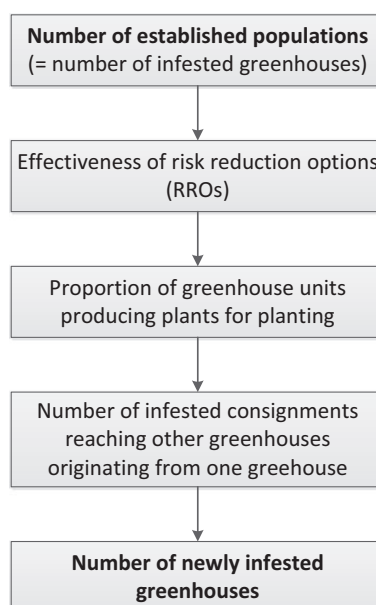 Number of established populations
(= number of infested greenhouses)
Effectiveness of risk reduction options
(RROs)
Proportion of greenhouse units
producing plants for planting
Number of infested consignments
reaching other greenhouses
originating from one greehouse
Number of newly infested
greenhouses